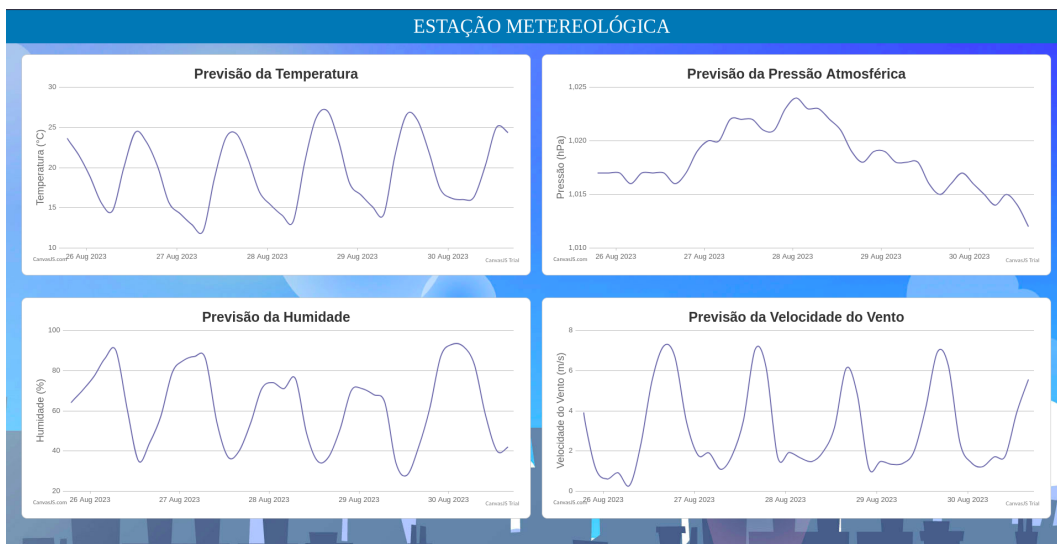 ESTAÇÃO METEREOLÓGICA
Previsão da Temperatura
Temperatura (°C)
30
25
20
15
10
26 Aug 2023
27 Aug 2023
28 Aug 2023
29 Aug 2023
30 Aug 2023
CanvasJS.com
CanvasJS Trial
Previsão da Pressão Atmosférica
Pressão (hPa)
1,025
1,020
1,015
1,010
26 Aug 2023
27 Aug 2023
28 Aug 2023
29 Aug 2023
30 Aug 2023
CanvasJS.com
CanvasJS Trial
Previsão da Humidade
Humidade (%)
100
80
60
40
20
26 Aug 2023
27 Aug 2023
28 Aug 2023
29 Aug 2023
30 Aug 2023
CanvasJS.com
CanvasJS Trial
Previsão da Velocidade do Vento
Velocidade do Vento (m/s)
8
6
4
2
0
26 Aug 2023
27 Aug 2023
28 Aug 2023
29 Aug 2023
30 Aug 2023
CanvasJS.com
CanvasJS Trial